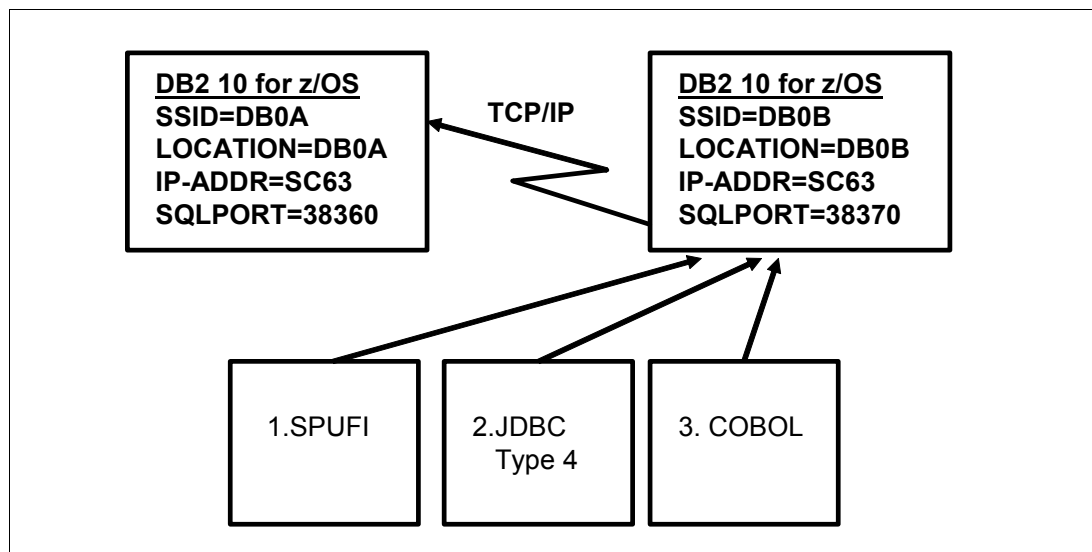 DB2 10 for z/OS
SSID=DB0A
LOCATION=DB0A
IP-ADDR=SC63
SQLPORT=38360
TCP/IP
DB2 10 for z/OS
SSID=DB0B
LOCATION=DB0B
IP-ADDR=SC63
SQLPORT=38370
1.SPUFI
2.JDBC
Type 4
3. COBOL